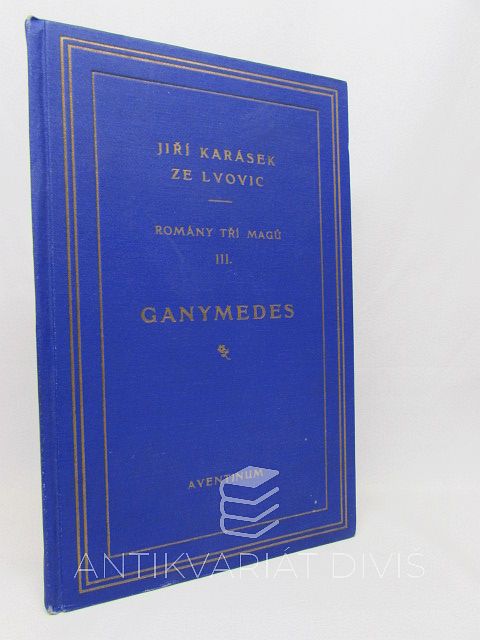 JIŘÍ KARÁSEK
ZE LVOVIC
ROMÁNY TŘÍ MAGŮ
III.
GANYMEDES
AVENTINUM
ANTIKVARIÁT DIVIŠ